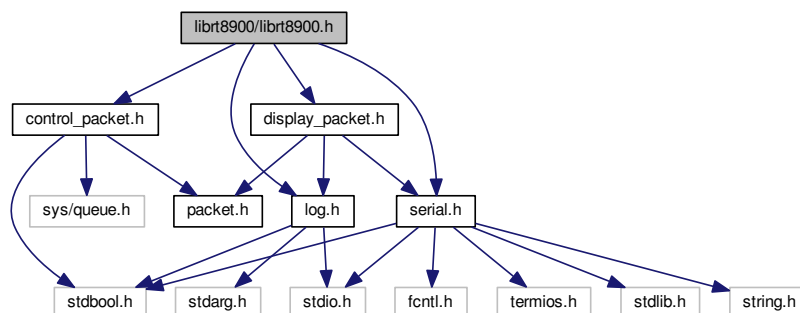 librt8900/librt8900.h
control_packet.h
display_packet.h
sys/queue.h
packet.h
log.h
serial.h
stdbool.h
stdarg.h
stdio.h
fcntl.h
termios.h
stdlib.h
string.h